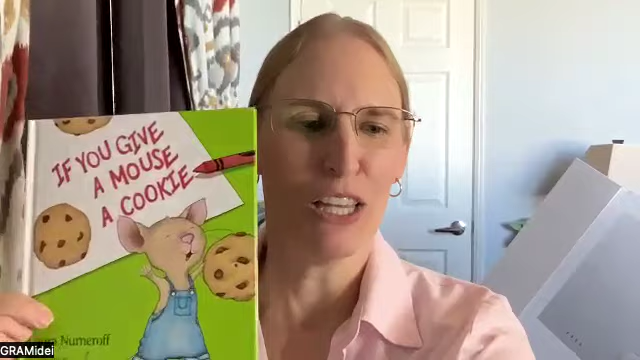 IF YOU GIVE
A MOUSE
A COOKIE
Numeroff
GRAMidei